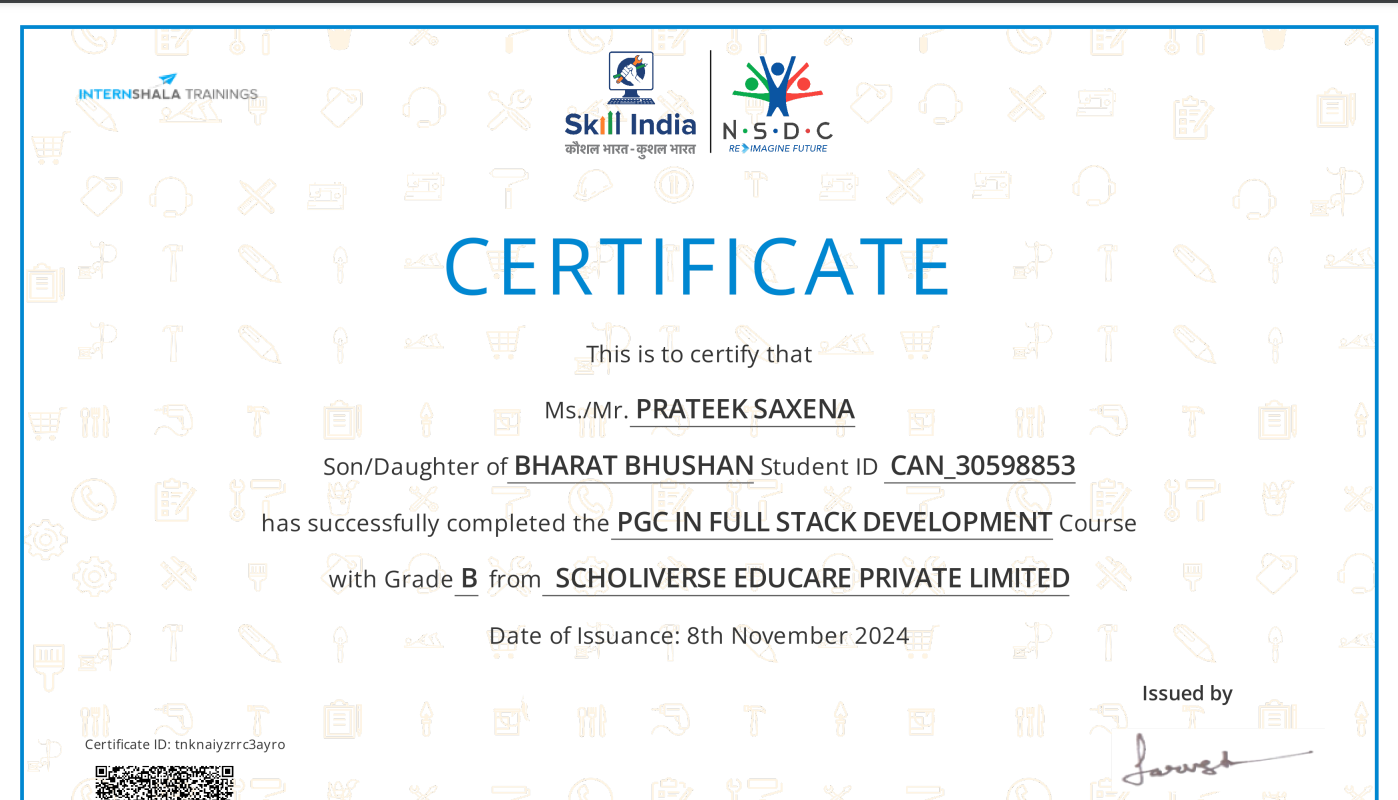 INTERNSHALA TRAININGS
Skill India
कौशल भारत - कुशल भारत
N·S·D·C
RE IMAGINE FUTURE
CERTIFICATE
This is to certify that
Ms./Mr. PRATEEK SAXENA
Son/Daughter of BHARAT BHUSHAN Student ID CAN_30598853
has successfully completed the PGC IN FULL STACK DEVELOPMENT Course
with Grade B from SCHOLIVERSE EDUCARE PRIVATE LIMITED
Date of Issuance: 8th November 2024
Issued by
Certificate ID: tnknaiyzrrc3ayro